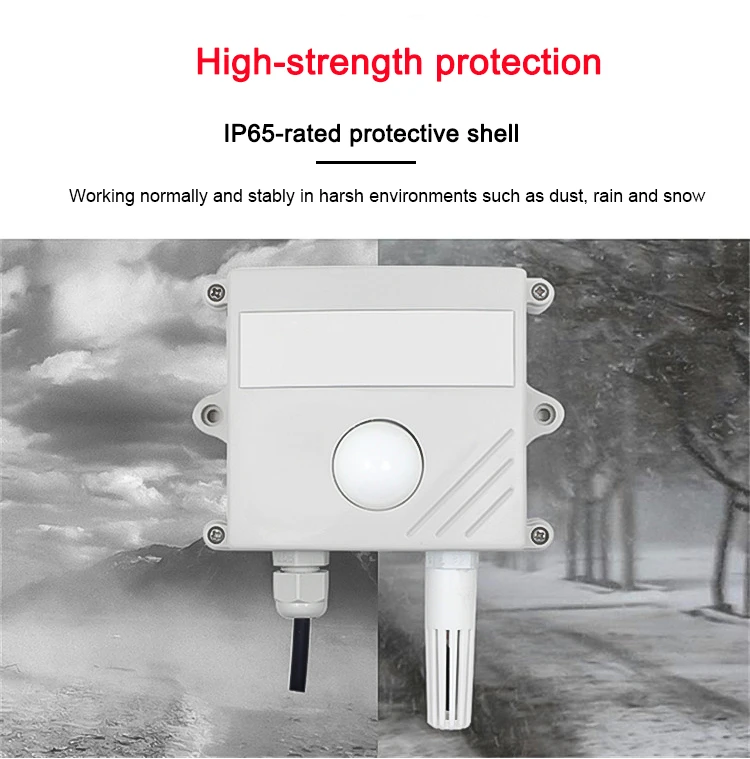 High-strength protection
IP65-rated protective shell
Working normally and stably in harsh environments such as dust, rain and snow